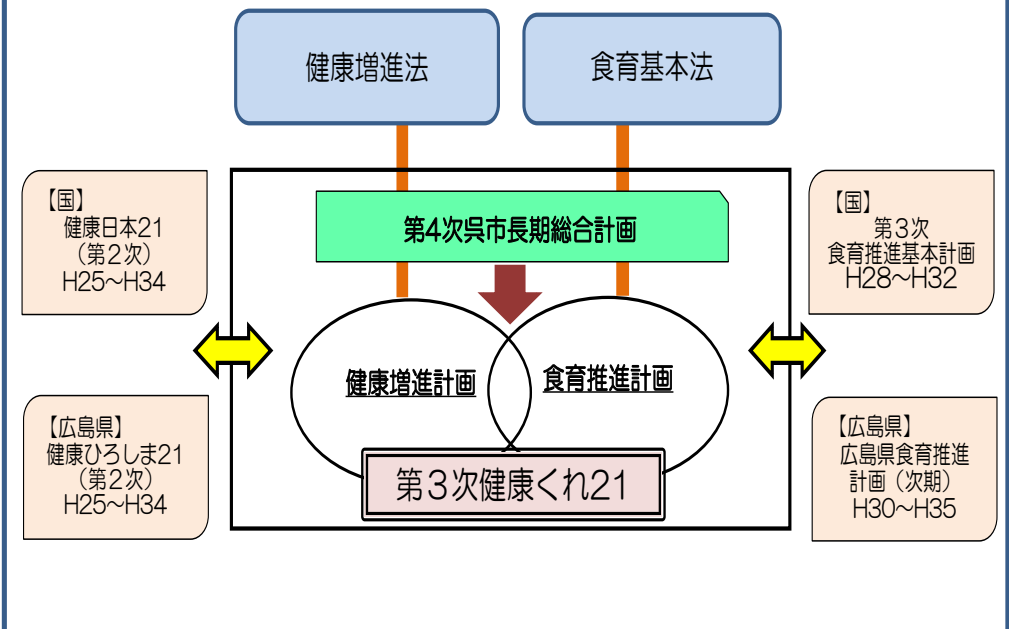 健康増進法
食育基本法
【国】
健康日本21
（第2次）
H25～H34
第4次呉市長期総合計画
【国】
第３次
食育推進基本計画
H28～H32
健康増進計画
食育推進計画
【広島県】
健康ひろしま21
（第2次）
H25～H34
第３次健康くれ21
【広島県】
広島県食育推進
計画（次期）
H30～H35